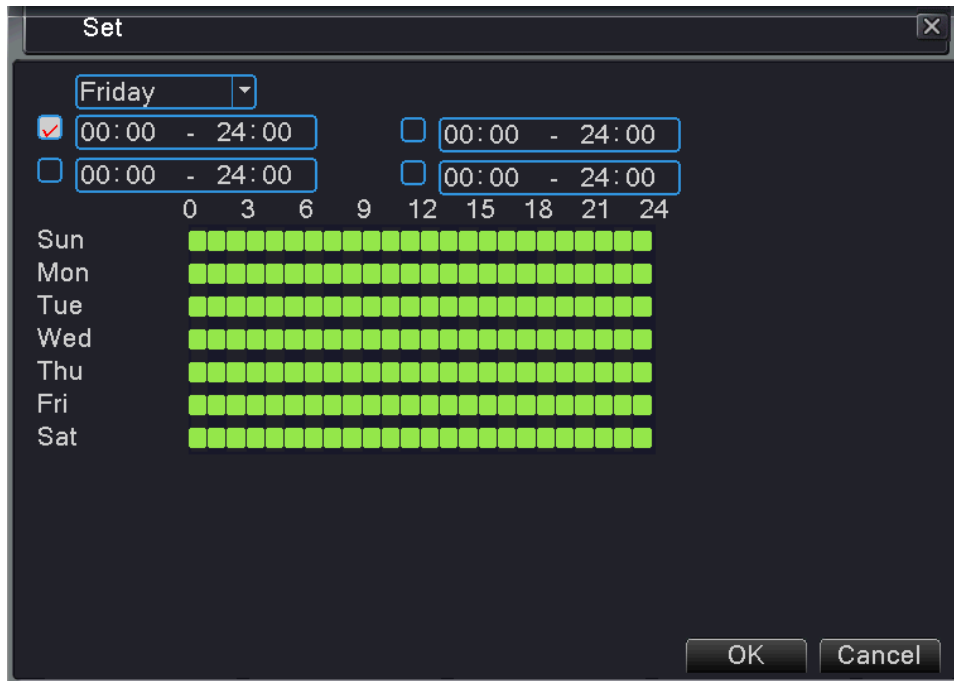 Set
Friday
00:00 - 24:00 00:00 - 24:00
00:00 - 24:00 00:00 - 24:00
0 3 6 9 12 15 18 21 24
Sun
Mon
Tue
Wed
Thu
Fri
Sat
OK Cancel